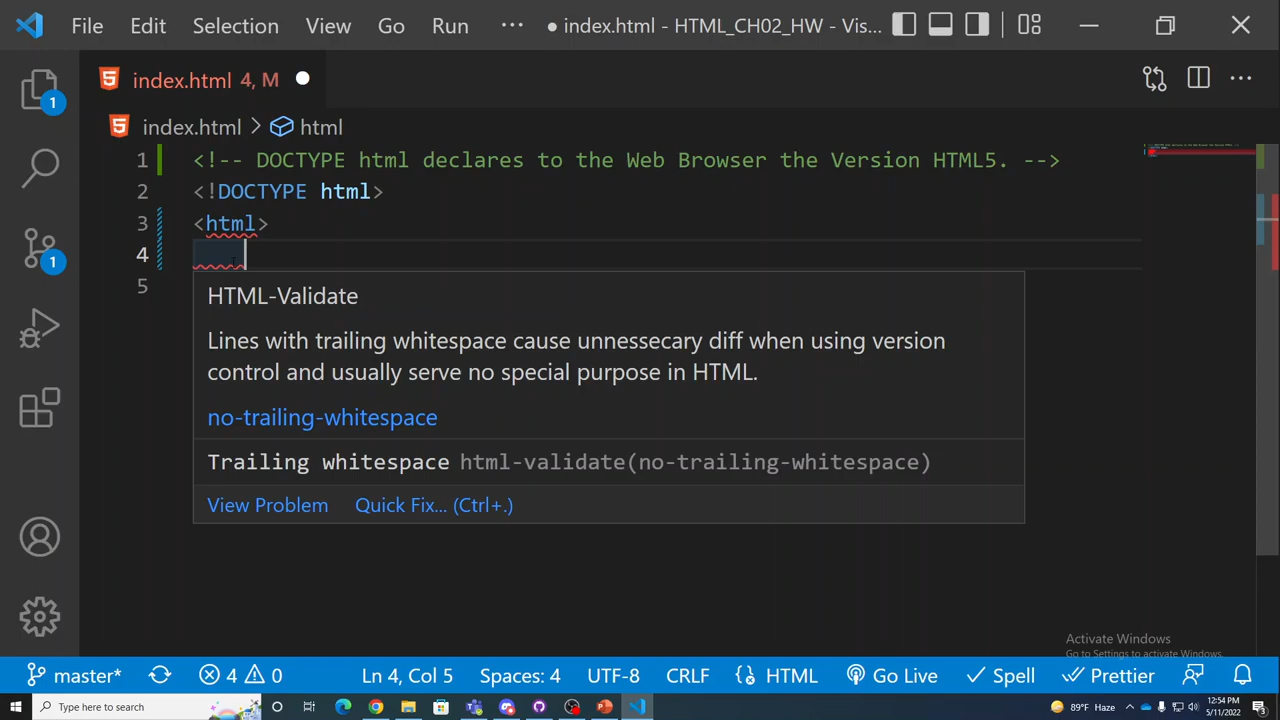 File Edit Selection View Go Run ··· ● index.html - HTML_CH02_HW - Vis...
index.html 4, M
index.html > html
1 <!-- DOCTYPE html declares to the Web Browser the Version HTML5. -->
2 <!DOCTYPE html>
3 <html>
4
5
HTML-Validate
Lines with trailing whitespace cause unnessecary diff when using version
control and usually serve no special purpose in HTML.
no-trailing-whitespace
Trailing whitespace html-validate(no-trailing-whitespace)
View Problem Quick Fix... (Ctrl+.)
1
1
Activate Windows
Go to Settings to activate Windows.
master* 4 0 Ln 4, Col 5 Spaces: 4 UTF-8 CRLF HTML Go Live Spell Prettier
Type here to search 89°F Haze 12:54 PM
5/11/2022